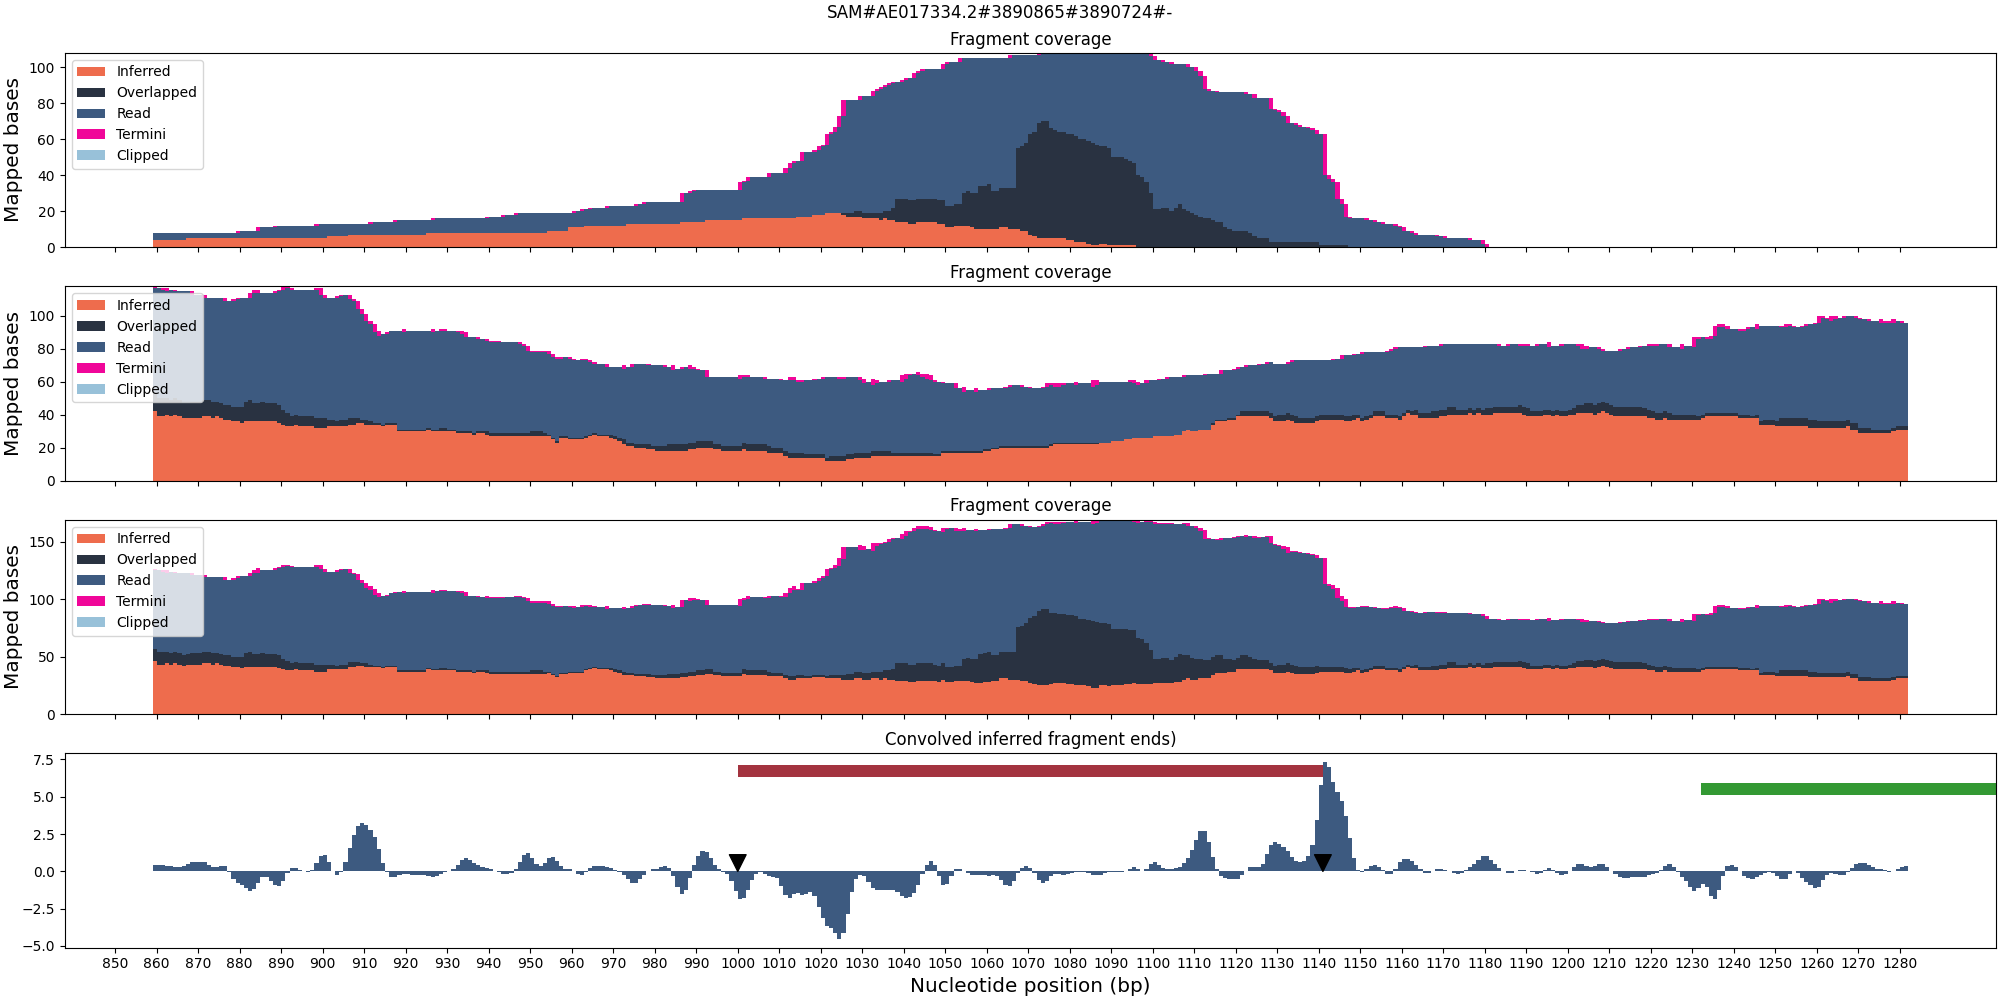 SAM#AE017334.2#3890865#3890724#-
Fragment coverage
Mapped bases
100
80
60
40
20
0
Inferred
Overlapped
Read
Termini
Clipped
Fragment coverage
Mapped bases
100
80
60
40
20
0
Inferred
Overlapped
Read
Termini
Clipped
Fragment coverage
Mapped bases
150
100
50
0
Inferred
Overlapped
Read
Termini
Clipped
Convolved inferred fragment ends)
7.5
5.0
2.5
0.0
−2.5
−5.0
850 860 870 880 890 900 910 920 930 940 950 960 970 980 990 1000 1010 1020 1030 1040 1050 1060 1070 1080 1090 1100 1110 1120 1130 1140 1150 1160 1170 1180 1190 1200 1210 1220 1230 1240 1250 1260 1270 1280
Nucleotide position (bp)